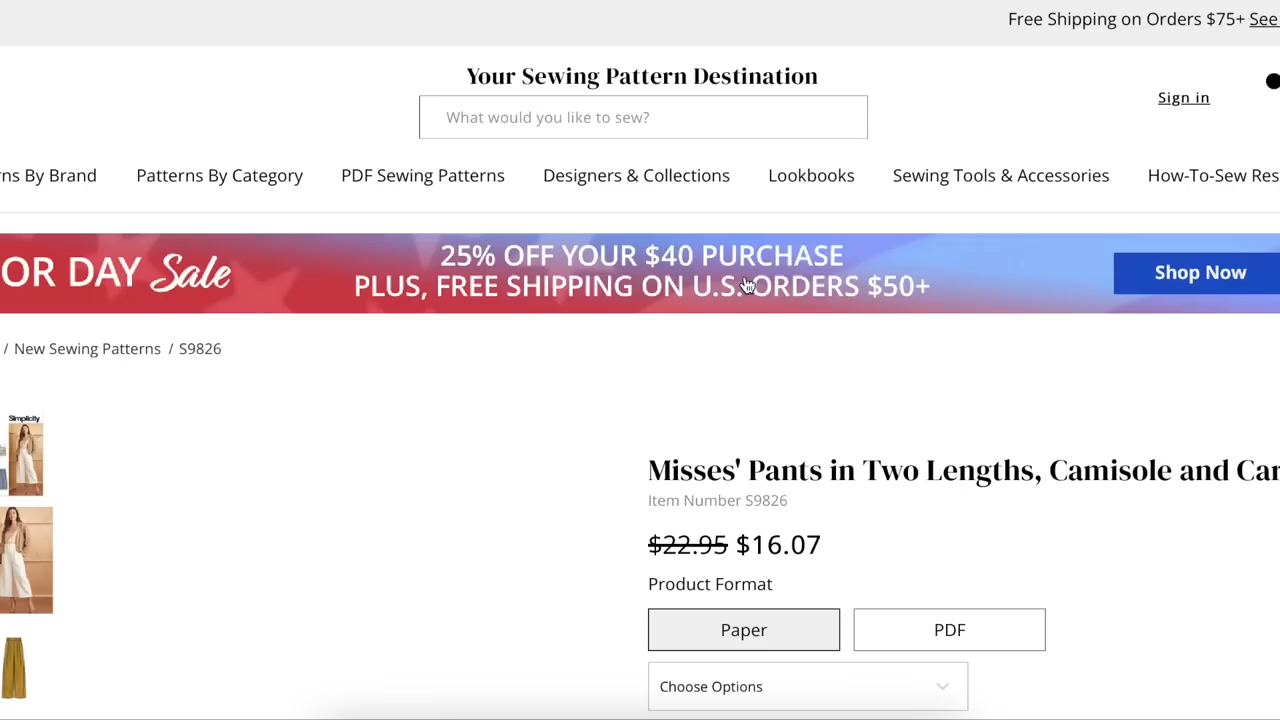 Free Shipping on Orders $75+ See
Your Sewing Pattern Destination
What would you like to sew?
Sign in
rns By Brand Patterns By Category PDF Sewing Patterns Designers & Collections Lookbooks Sewing Tools & Accessories How-To-Sew Res
OR DAY Sale
25% OFF YOUR $40 PURCHASE
PLUS, FREE SHIPPING ON U.S. ORDERS $50+
Shop Now
/ New Sewing Patterns / S9826
Simplicity
Misses' Pants in Two Lengths, Camisole and Car
Item Number S9826
$22.95 $16.07
Product Format
Paper PDF
Choose Options